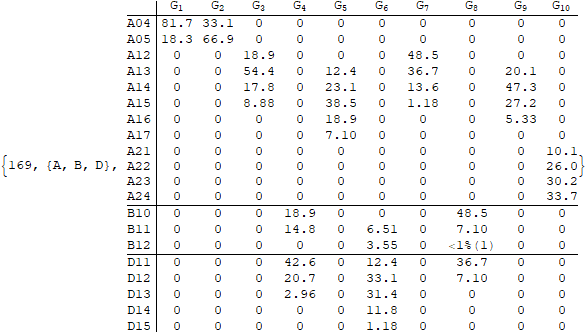 G1 G2 G3 G4 G5 G6 G7 G8 G9 G10
A04 81.7 33.1 0 0 0 0 0 0 0 0
A05 18.3 66.9 0 0 0 0 0 0 0 0
A12 0 0 18.9 0 0 0 48.5 0 0 0
A13 0 0 54.4 0 12.4 0 36.7 0 20.1 0
A14 0 0 17.8 0 23.1 0 13.6 0 47.3 0
A15 0 0 8.88 0 38.5 0 1.18 0 27.2 0
A16 0 0 0 0 18.9 0 0 0 5.33 0
A17 0 0 0 0 7.10 0 0 0 0 0
A21 0 0 0 0 0 0 0 0 0 10.1
{169, {A, B, D}, A22 0 0 0 0 0 0 0 0 0 26.0 }
A23 0 0 0 0 0 0 0 0 0 30.2
A24 0 0 0 0 0 0 0 0 0 33.7
B10 0 0 0 18.9 0 0 0 48.5 0 0
B11 0 0 0 14.8 0 6.51 0 7.10 0 0
B12 0 0 0 0 0 3.55 0 <1%(1) 0 0
D11 0 0 0 42.6 0 12.4 0 36.7 0 0
D12 0 0 0 20.7 0 33.1 0 7.10 0 0
D13 0 0 0 2.96 0 31.4 0 0 0 0
D14 0 0 0 0 0 11.8 0 0 0 0
D15 0 0 0 0 0 1.18 0 0 0 0